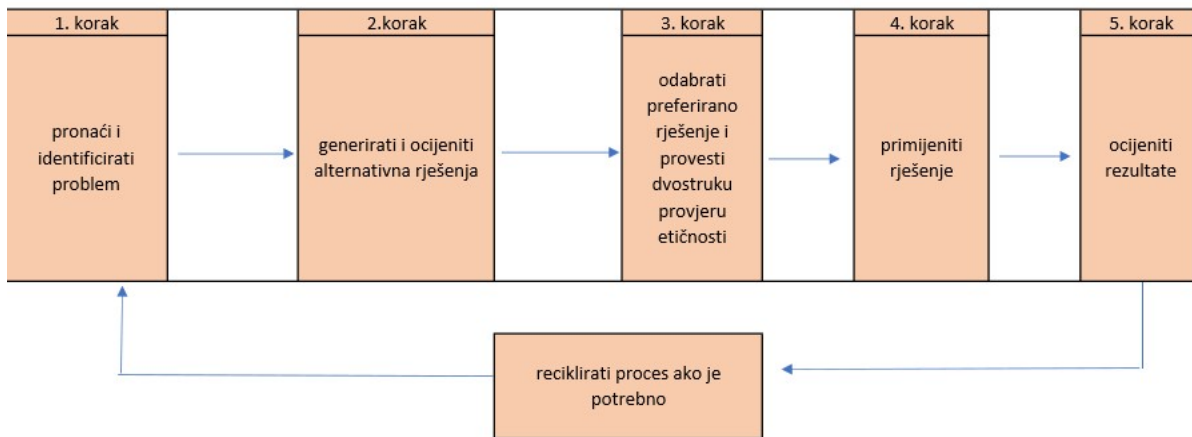 1. korak
pronaći i
identificirati
problem
2.korak
generirati i ocijeniti
alternativna rješenja
3. korak
odabrati
preferirano
rješenje i
provesti
dvostruku
provjeru
etičnosti
4. korak
primijeniti
rješenje
5. korak
ocijeniti
rezultate
reciklirati proces ako je
potrebno